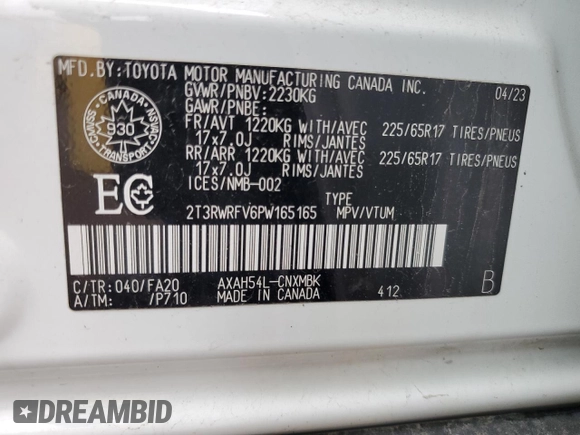 MFD.BY:TOYOTA MOTOR MANUFACTURING CANADA INC.
GVWR/PNBV:2230KG 04/23
GAWR/PNBE:
FR/AVT 1220KG WITH/AVEC 225/65R17 TIRES/PNEUS
17x7.0J RIMS/JANTES
RR/ARR 1220KG WITH/AVEC 225/65R17 TIRES/PNEUS
17x7.0J RIMS/JANTES
ICES/NMB-002
CANADA
930
TRANSPORT
CMVSS
NSVAC
EC
TYPE
2T3RWRFV6PW165165 MPV/VTUM
C/TR:040/FA20 AXAH54L-CNXMBK
A/TM: /P710 MADE IN CANADA 412 B
DREAMBID